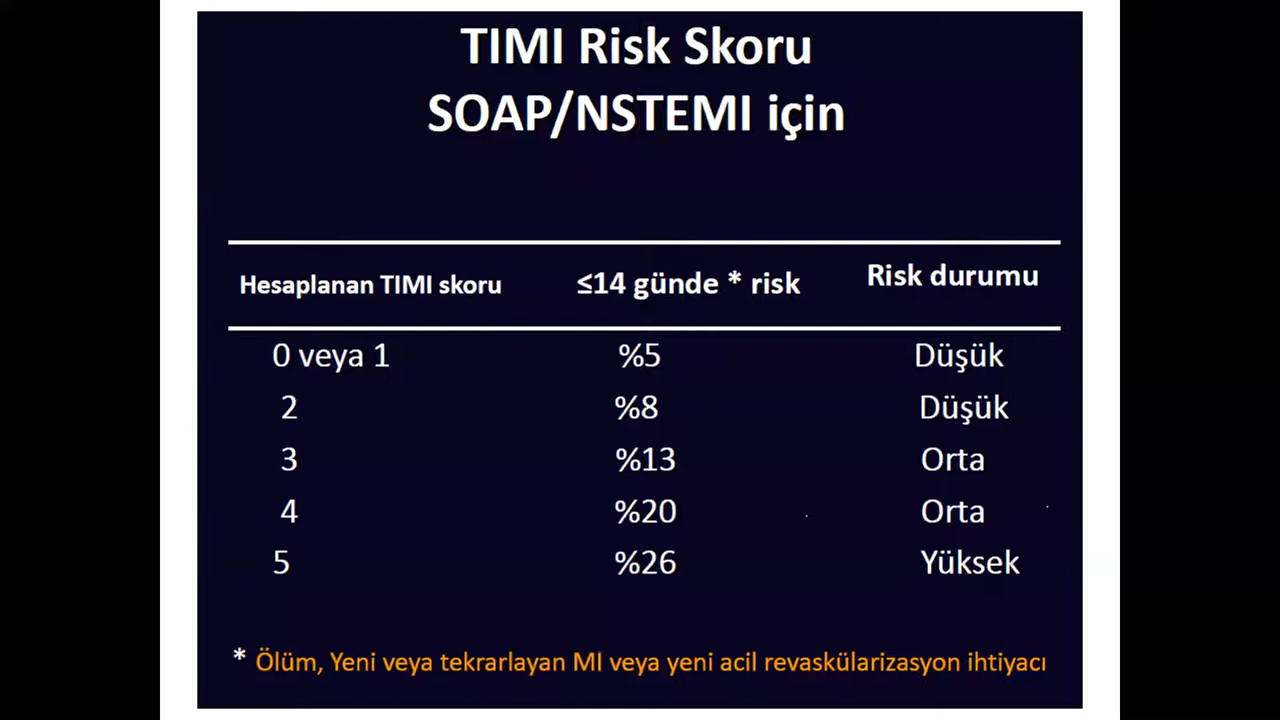 TIMI Risk Skoru
SOAP/NSTEMI için
Hesaplanan TIMI skoru ≤14 günde * risk Risk durumu
0 veya 1 %5 Düşük
2 %8 Düşük
3 %13 Orta
4 %20 Orta
5 %26 Yüksek
* Ölüm, Yeni veya tekrarlayan MI veya yeni acil revaskülarizasyon ihtiyacı